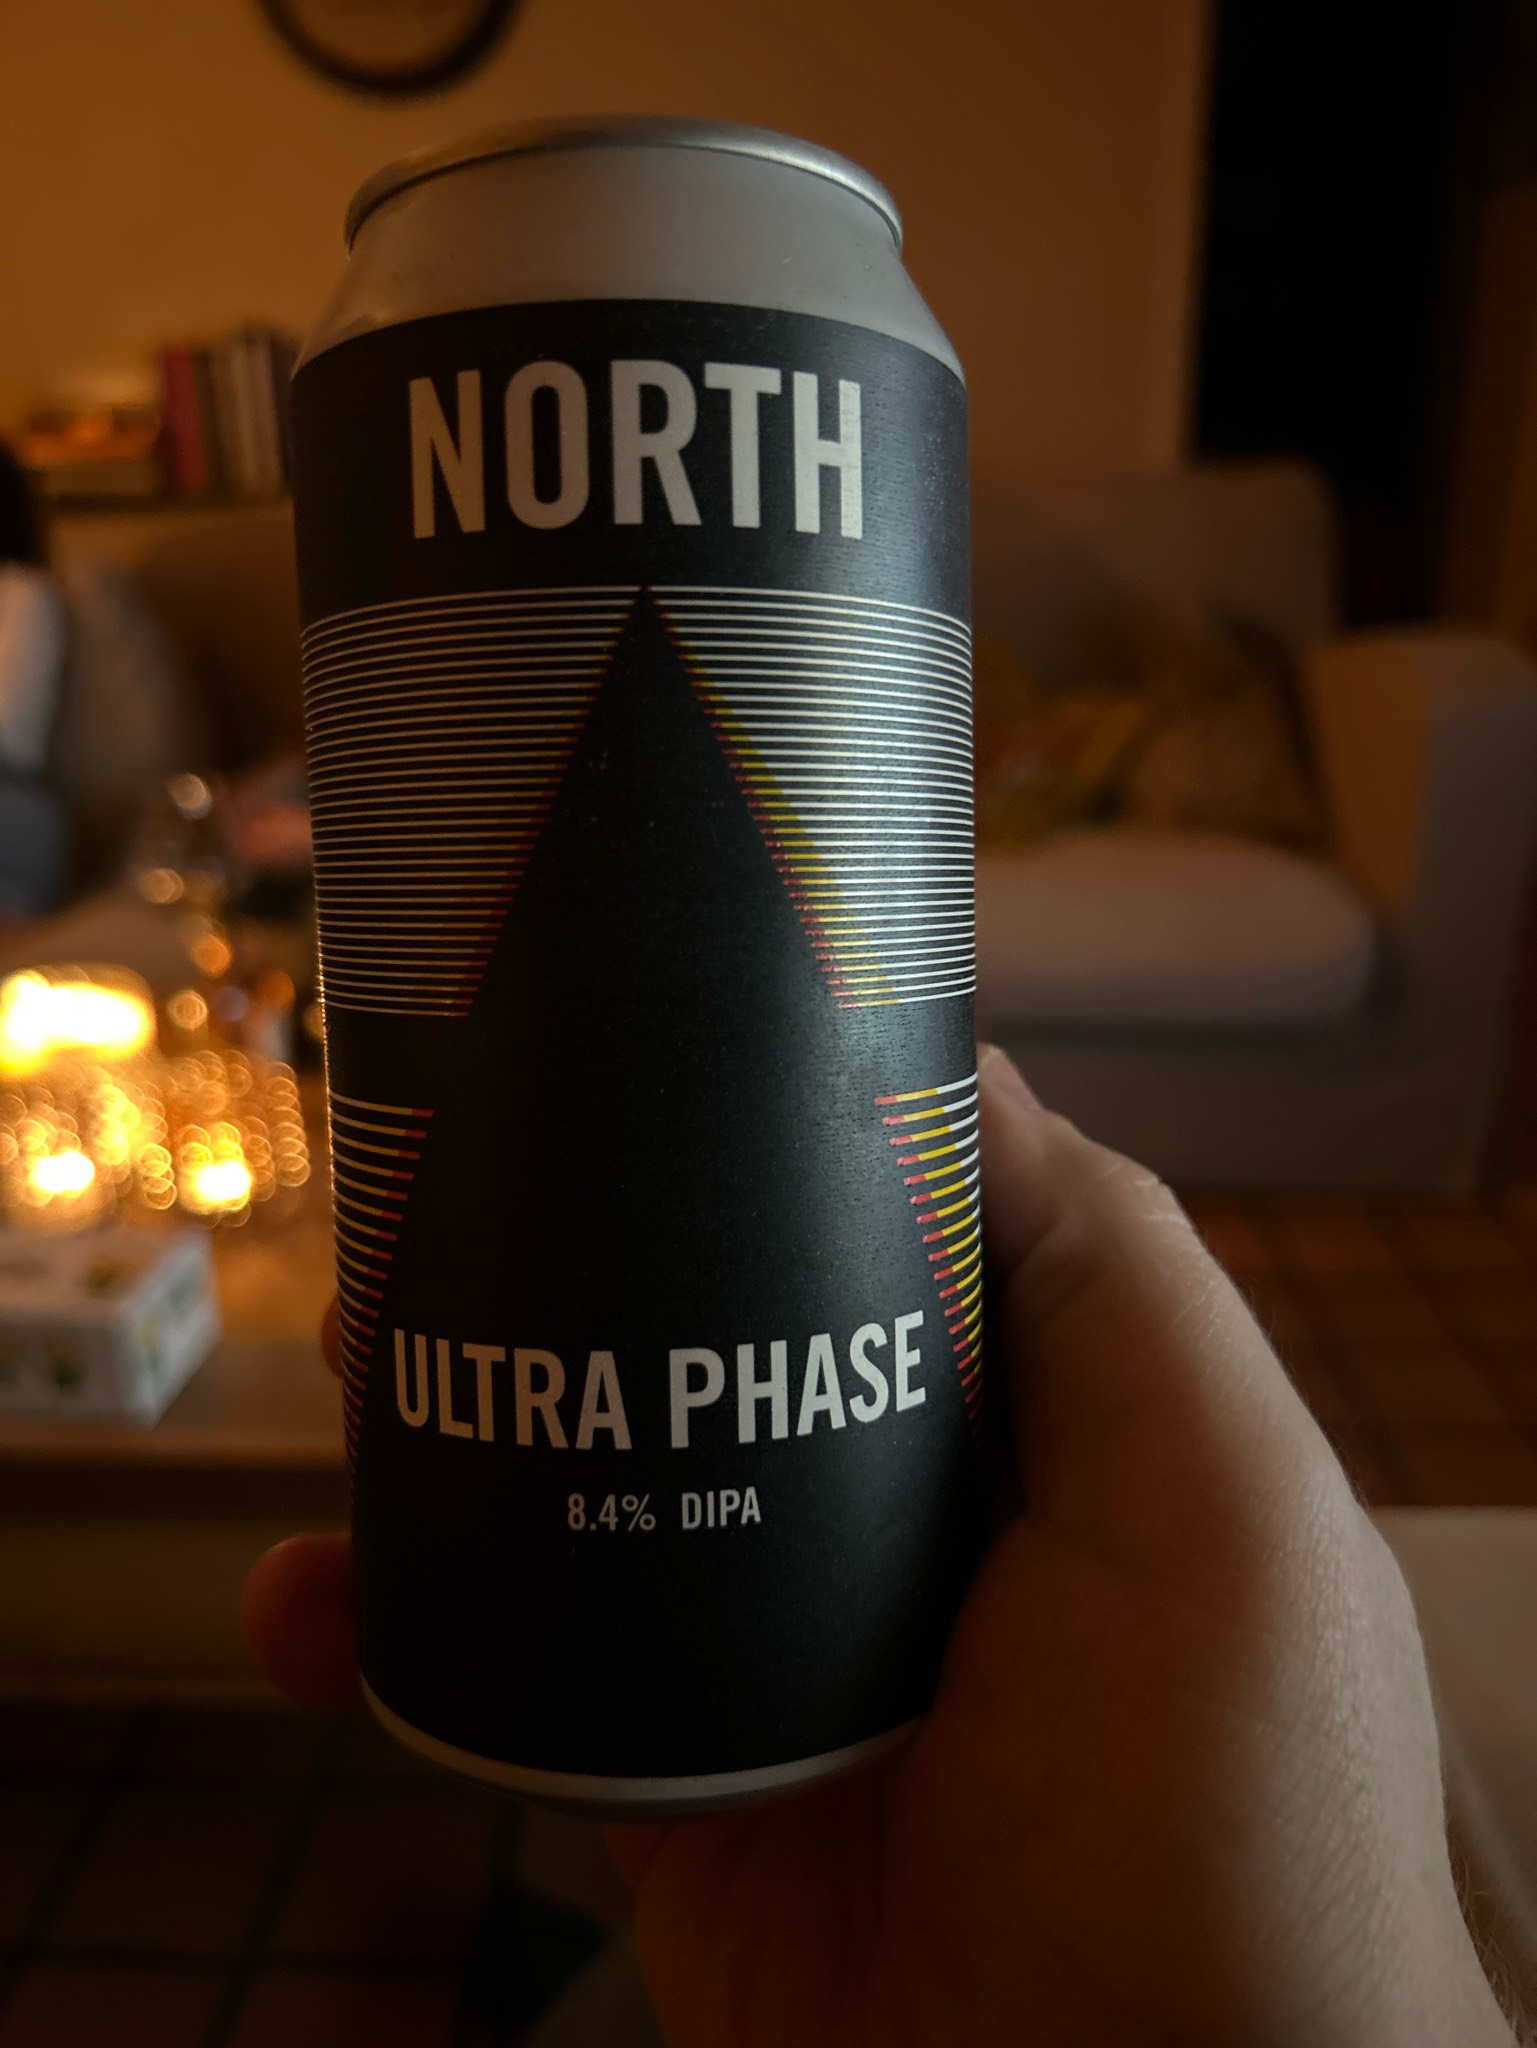 NORTH
ULTRA PHASE
8.4% DIPA